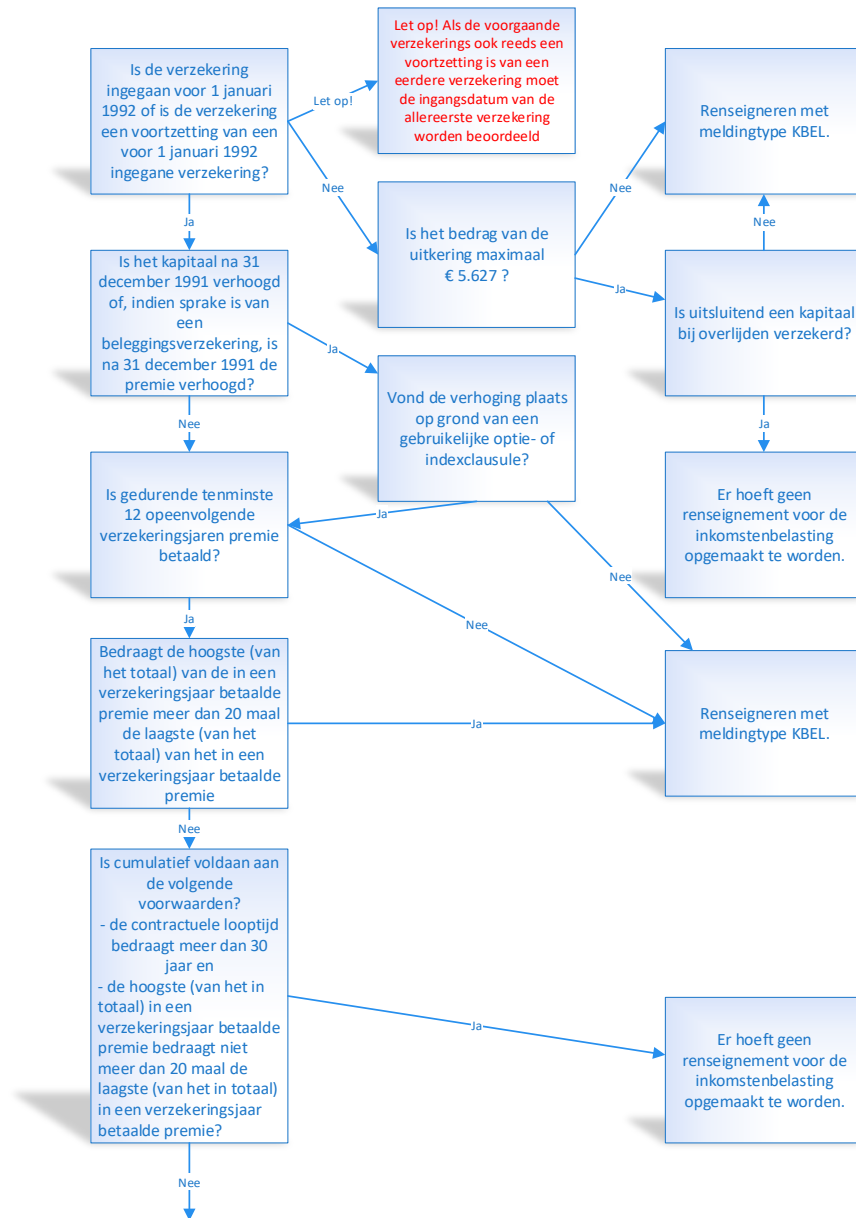 Is de verzekering
ingegaan voor 1 januari
1992 of is de verzekering
een voortzetting van een
voor 1 januari 1992
ingegane verzekering?
Let op!
Let op! Als de voorgaande
verzekerings ook reeds een
voortzetting is van een
eerdere verzekering moet
de ingangsdatum van de
allereerste verzekering
worden beoordeeld
Renseigneren met
meldingtype KBEL.
Nee
Nee
Nee
Ja
Is het bedrag van de
uitkering maximaal
€ 5.627 ?
Ja
Is uitsluitend een kapitaal
bij overlijden verzekerd?
Is het kapitaal na 31
december 1991 verhoogd
of, indien sprake is van
een
beleggingsverzekering, is
na 31 december 1991 de
premie verhoogd?
Ja
Vond de verhoging plaats
op grond van een
gebruikelijke optie- of
indexclausule?
Ja
Nee
Is gedurende tenminste
12 opeenvolgende
verzekeringsjaren premie
betaald?
Ja
Er hoeft geen
renseignement voor de
inkomstenbelasting
opgemaakt te worden.
Nee
Nee
Ja
Bedraagt de hoogste (van
het totaal) van de in een
verzekeringsjaar betaalde
premie meer dan 20 maal
de laagste (van het
totaal) van het in een
verzekeringsjaar betaalde
premie
Ja
Renseigneren met
meldingtype KBEL.
Nee
Is cumulatief voldaan aan
de volgende
voorwaarden?
- de contractuele looptijd
bedraagt meer dan 30
jaar en
- de hoogste (van het in
totaal) in een
verzekeringsjaar betaalde
premie bedraagt niet
meer dan 20 maal de
laagste (van het in totaal)
in een verzekeringsjaar
betaalde premie?
Ja
Er hoeft geen
renseignement voor de
inkomstenbelasting
opgemaakt te worden.
Nee